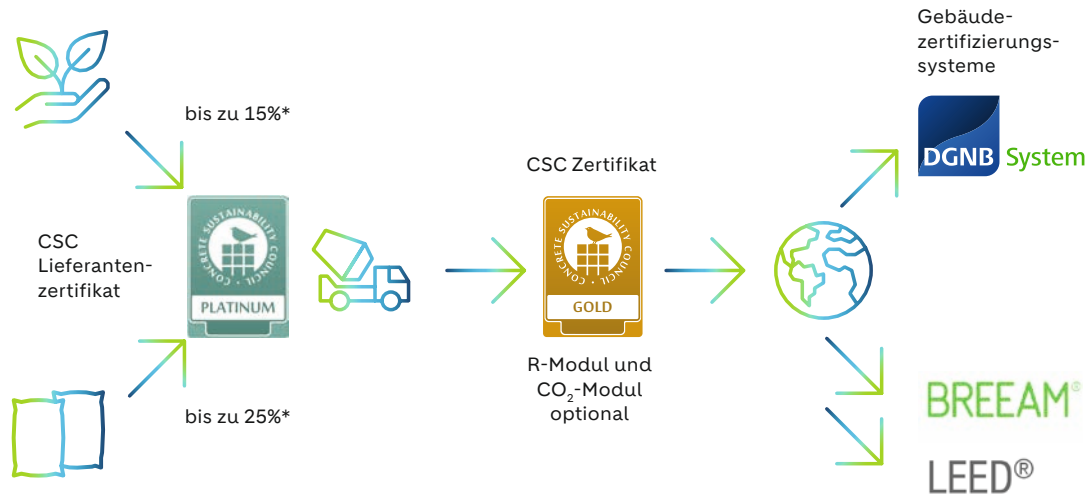 Gebäude-
zertifizierungs-
systeme
bis zu 15%*
DGNB System
CSC Zertifikat
CSC
Lieferanten-
zertifikat
CONCRETE SUSTAINABILITY COUNCIL
PLATINUM
CONCRETE SUSTAINABILITY COUNCIL
GOLD
R-Modul und
CO₂-Modul
optional
bis zu 25%*
BREEAM®
LEED®